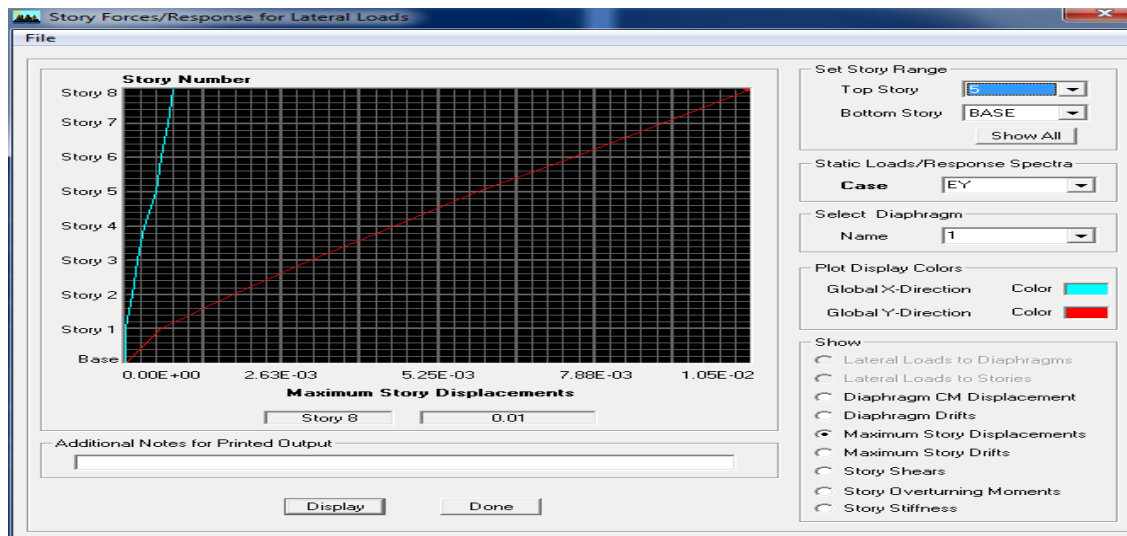 Story Forces/Response for Lateral Loads
File
Story Number
Story 8
Story 7
Story 6
Story 5
Story 4
Story 3
Story 2
Story 1
Base
0.00E+00 2.63E-03 5.25E-03 7.88E-03 1.05E-02
Maximum Story Displacements
Story 8 0.01
Additional Notes for Printed Output
Display Done
Set Story Range
Top Story 5
Bottom Story BASE
Show All
Static Loads/Response Spectra
Case EY
Select Diaphragm
Name 1
Plot Display Colors
Global X-Direction Color
Global Y-Direction Color
Show
Lateral Loads to Diaphragms
Lateral Loads to Stories
Diaphragm CM Displacement
Diaphragm Drifts
Maximum Story Displacements
Maximum Story Drifts
Story Shears
Story Overturning Moments
Story Stiffness